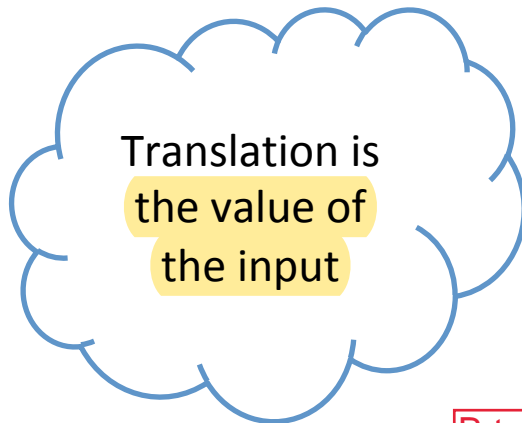 Translation is
the value of
the input